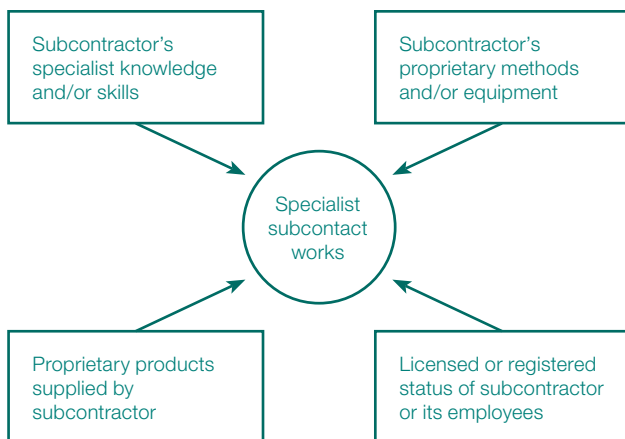 Subcontractor’s
specialist knowledge
and/or skills
Subcontractor’s
proprietary methods
and/or equipment
Specialist
subcontact
works
Proprietary products
supplied by
subcontractor
Licensed or registered
status of subcontractor
or its employees